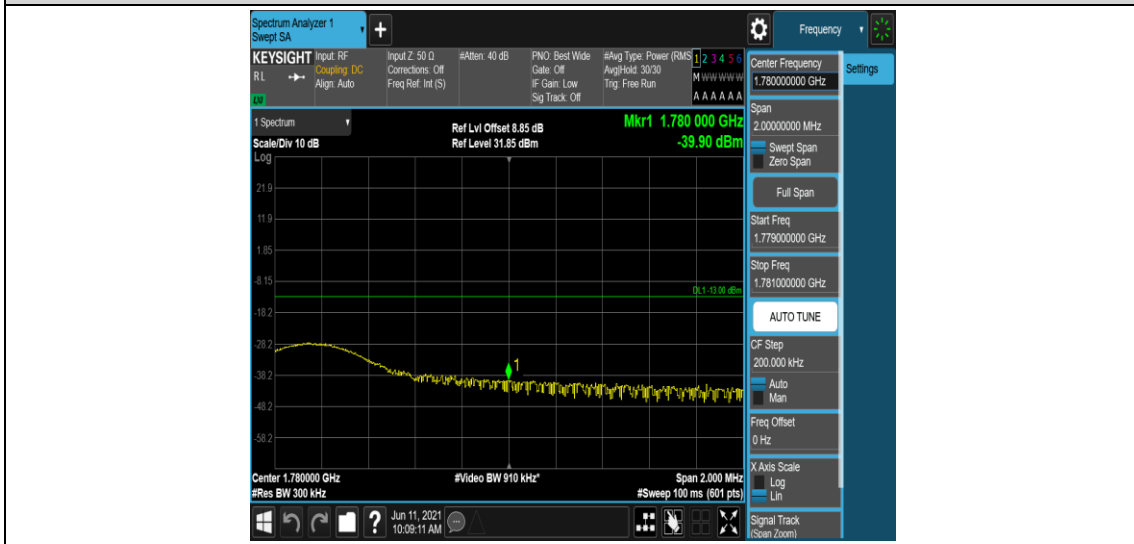 Spectrum Analyzer 1
Swept SA
+
Frequency
KEYSIGHT
RL
LXI
Input: RF
Coupling: DC
Align: Auto
Input Z: 50 Ω
Corrections: Off
Freq Ref: Int (S)
#Atten: 40 dB
PNO: Best Wide
Gate: Off
IF Gain: Low
Sig Track: Off
#Avg Type: Power (RMS
Avg|Hold: 30/30
Trig: Free Run
1 2 3 4 5 6
M W W W W W
A A A A A A
Center Frequency
1.780000000 GHz
Settings
Span
2.00000000 MHz
Swept Span
Zero Span
Full Span
Start Freq
1.779000000 GHz
Stop Freq
1.781000000 GHz
AUTO TUNE
CF Step
200.000 kHz
Auto
Man
Freq Offset
0 Hz
X Axis Scale
Log
Lin
Signal Track
(Span Zoom)
1 Spectrum
Scale/Div 10 dB
Log
Ref Lvl Offset 8.85 dB
Ref Level 31.85 dBm
Mkr1 1.780 000 GHz
-39.90 dBm
21.9
11.9
1.85
-8.15
DL1 -13.00 dBm
-18.2
-28.2
1
-38.2
-48.2
-58.2
Center 1.780000 GHz
#Video BW 910 kHz*
Span 2.000 MHz
#Res BW 300 kHz
#Sweep 100 ms (601 pts)
?
Jun 11, 2021
10:09:11 AM